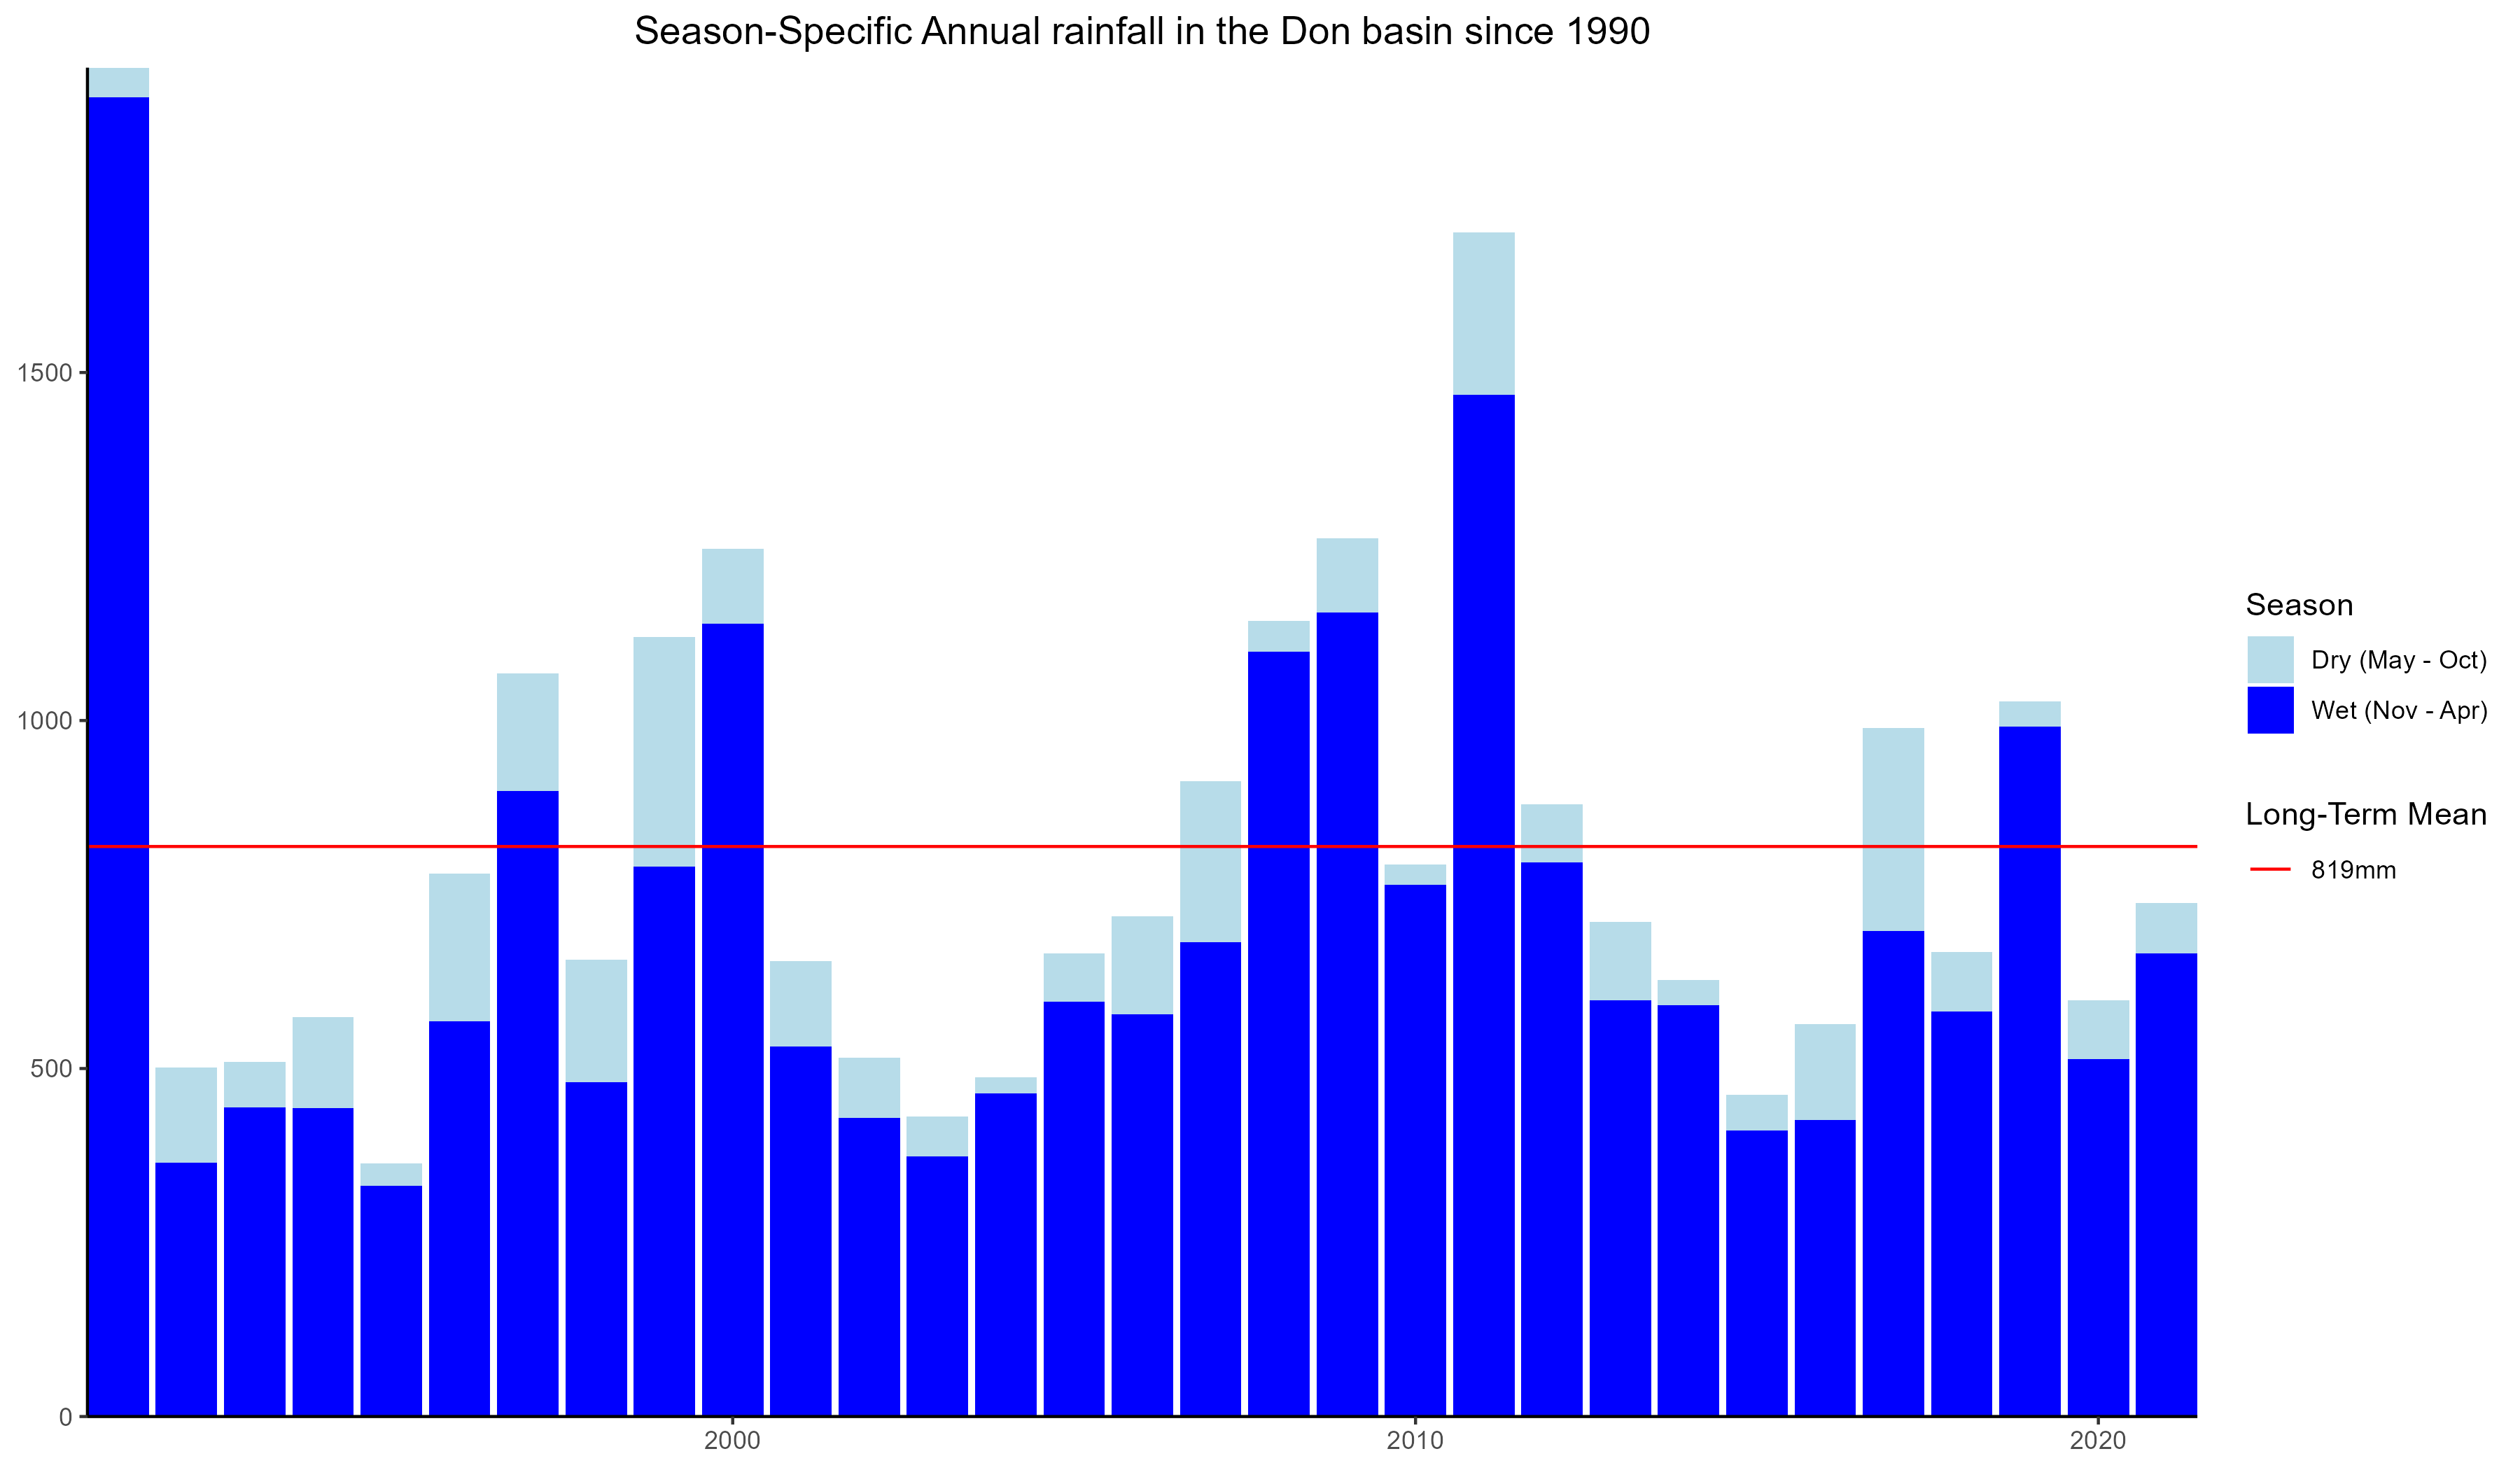 Season-Specific Annual rainfall in the Don basin since 1990
1500
1000
500
0
2000
2010
2020
Season
Dry (May - Oct)
Wet (Nov - Apr)
Long-Term Mean
819mm